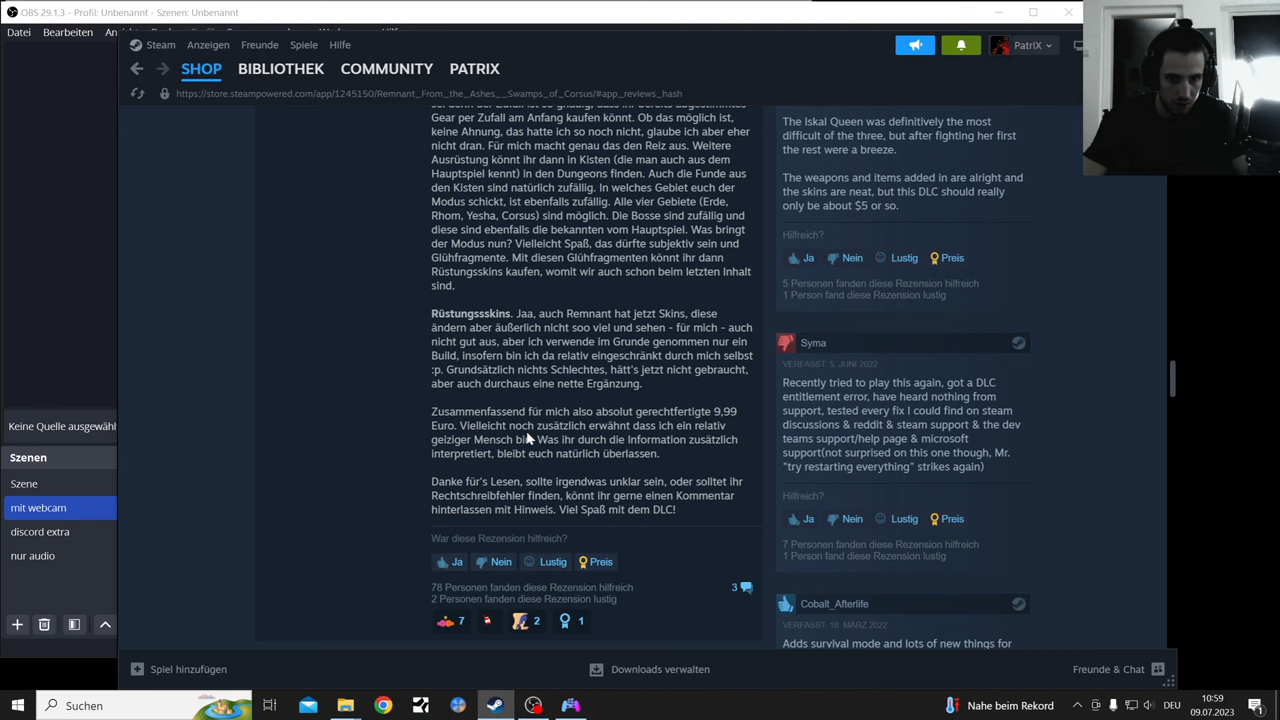 OBS 29.1.3 - Profil: Unbenannt - Szenen: Unbenannt
Datei Bearbeiten
Steam Anzeigen Freunde Spiele Hilfe
PatriX
SHOP BIBLIOTHEK COMMUNITY PATRIX
https://store.steampowered.com/app/1245150/Remnant_From_the_Ashes__Swamps_of_Corsus/#app_reviews_hash
sei denn der Zufall ist so gnädig, dass ihr bereits abgestimmtes
Gear per Zufall am Anfang kaufen könnt. Ob das möglich ist,
keine Ahnung, das hatte ich so noch nicht, glaube ich aber eher
nicht dran. Für mich macht genau das den Reiz aus. Weitere
Ausrüstung könnt ihr dann in Kisten (die man auch aus dem
Hauptspiel kennt) in den Dungeons finden. Auch die Funde aus
den Kisten sind natürlich zufällig. In welches Gebiet euch der
Modus schickt, ist ebenfalls zufällig. Alle vier Gebiete (Erde,
Rhom, Yesha, Corsus) sind möglich. Die Bosse sind zufällig und
diese sind ebenfalls die bekannten vom Hauptspiel. Was bringt
der Modus nun? Vielleicht Spaß, das dürfte subjektiv sein und
Glühfragmente. Mit diesen Glühfragmenten könnt ihr dann
Rüstungsskins kaufen, womit wir auch schon beim letzten Inhalt
sind.
Rüstungssskins. Jaa, auch Remnant hat jetzt Skins, diese
ändern aber äußerlich nicht soo viel und sehen - für mich - auch
nicht gut aus, aber ich verwende im Grunde genommen nur ein
Build, insofern bin ich da relativ eingeschränkt durch mich selbst
:p. Grundsätzlich nichts Schlechtes, hätt's jetzt nicht gebraucht,
aber auch durchaus eine nette Ergänzung.
Zusammenfassend für mich also absolut gerechtfertigte 9,99
Euro. Vielleicht noch zusätzlich erwähnt dass ich ein relativ
geiziger Mensch bin. Was ihr durch die Information zusätzlich
interpretiert, bleibt euch natürlich überlassen.
Danke für's Lesen, sollte irgendwas unklar sein, oder solltet ihr
Rechtschreibfehler finden, könnt ihr gerne einen Kommentar
hinterlassen mit Hinweis. Viel Spaß mit dem DLC!
War diese Rezension hilfreich?
Ja Nein Lustig Preis
78 Personen fanden diese Rezension hilfreich
2 Personen fanden diese Rezension lustig
3
7 2 1
The Iskal Queen was definitively the most
difficult of the three, but after fighting her first
the rest were a breeze.
The weapons and items added in are alright and
the skins are neat, but this DLC should really
only be about $5 or so.
Hilfreich?
Ja Nein Lustig Preis
5 Personen fanden diese Rezension hilfreich
1 Person fand diese Rezension lustig
Syma
VERFASST: 5. JUNI 2022
Recently tried to play this again, got a DLC
entitlement error, have heard nothing from
support, tested every fix I could find on steam
discussions & reddit & steam support & the dev
teams support/help page & microsoft
support(not surprised on this one though, Mr.
"try restarting everything" strikes again)
Hilfreich?
Ja Nein Lustig Preis
7 Personen fanden diese Rezension hilfreich
1 Person fand diese Rezension lustig
Cobalt_Afterlife
VERFASST: 18. MÄRZ 2022
Adds survival mode and lots of new things for
Keine Quelle ausgewähl
Szenen
Szene
mit webcam
discord extra
nur audio
Spiel hinzufügen
Downloads verwalten
Freunde & Chat
Suchen
Nahe beim Rekord
DEU
10:59
09.07.2023
1